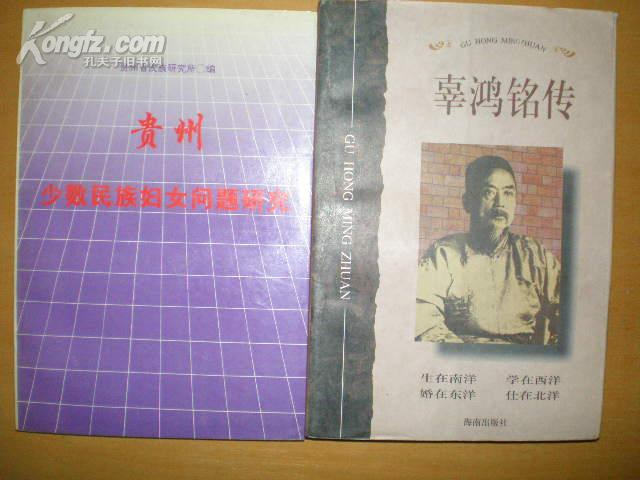 Kongfz.com
孔夫子旧书网
贵州省民族研究所 编
贵州
少数民族妇女问题研究
GU HONG MINGZHUAN
辜鸿铭传
GU HONG MING ZHUAN
生在南洋 学在西洋
婚在东洋 仕在北洋
海南出版社